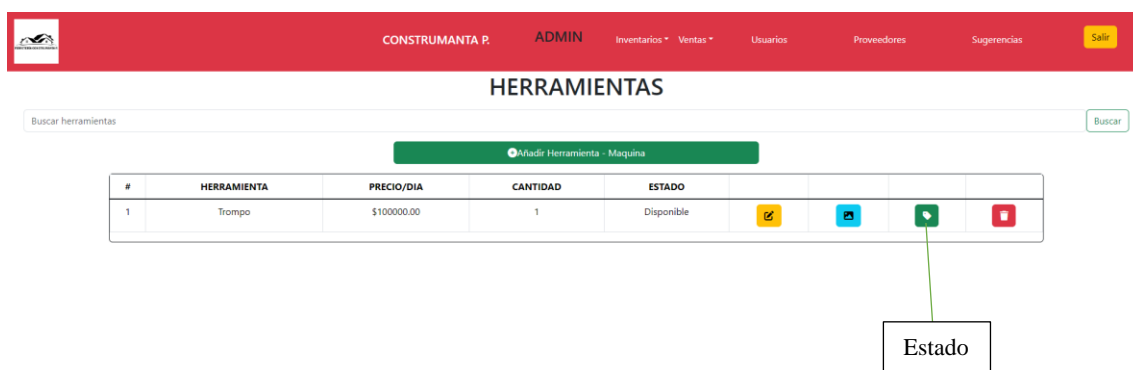 CONSTRUMANTA P. ADMIN Inventarios Ventas Usuarios Proveedores Sugerencias Salir
HERRAMIENTAS
Buscar herramientas Buscar
Añadir Herramienta - Maquina
# HERRAMIENTA PRECIO/DIA CANTIDAD ESTADO
1 Trompo $100000.00 1 Disponible
Estado